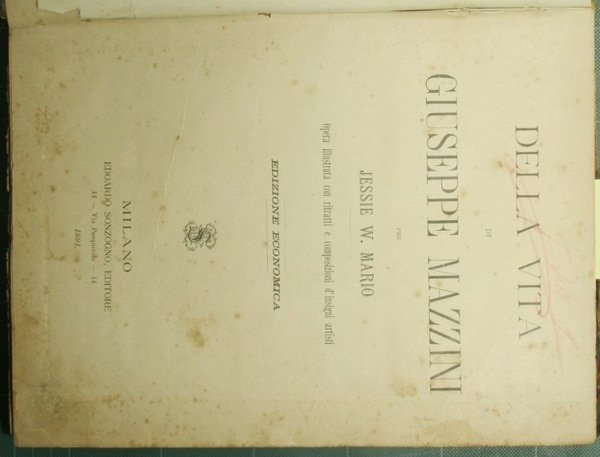 DELLA VITA
DI
GIUSEPPE MAZZINI
PER
JESSIE W. MARIO
Opera illustrata con ritratti e composizioni d'insigni artisti
EDIZIONE ECONOMICA
MILANO
EDOARDO SONZOGNO, EDITORE
14 — Via Pasquirolo — 14
1891.